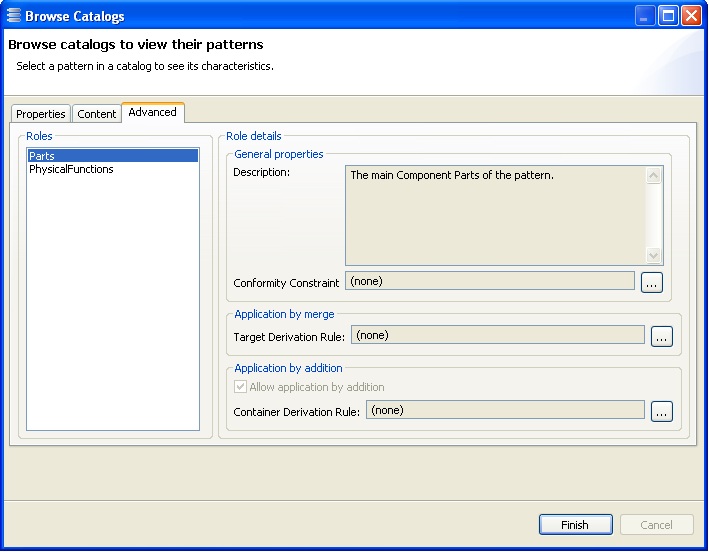 Browse Catalogs
Browse catalogs to view their patterns
Select a pattern in a catalog to see its characteristics.
Properties
Content
Advanced
Roles
Parts
PhysicalFunctions
Role details
General properties
Description:
The main Component Parts of the pattern.
Conformity Constraint
(none)
...
Application by merge
Target Derivation Rule:
(none)
...
Application by addition
Allow application by addition
Container Derivation Rule:
(none)
...
Finish
Cancel